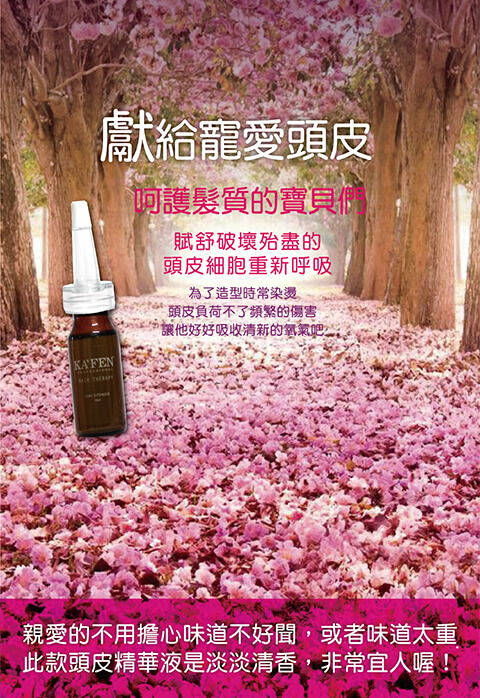 獻給寵愛頭皮
呵護髮質的寶貝們
賦舒破壞殆盡的
頭皮細胞重新呼吸
為了造型時常染燙
頭皮負荷不了頻繁的傷害
讓他好好吸收清新的氧氣吧
KA'FEN
HAIR THERAPY
親愛的不用擔心味道不好聞，或者味道太重
此款頭皮精華液是淡淡清香，非常宜人喔！